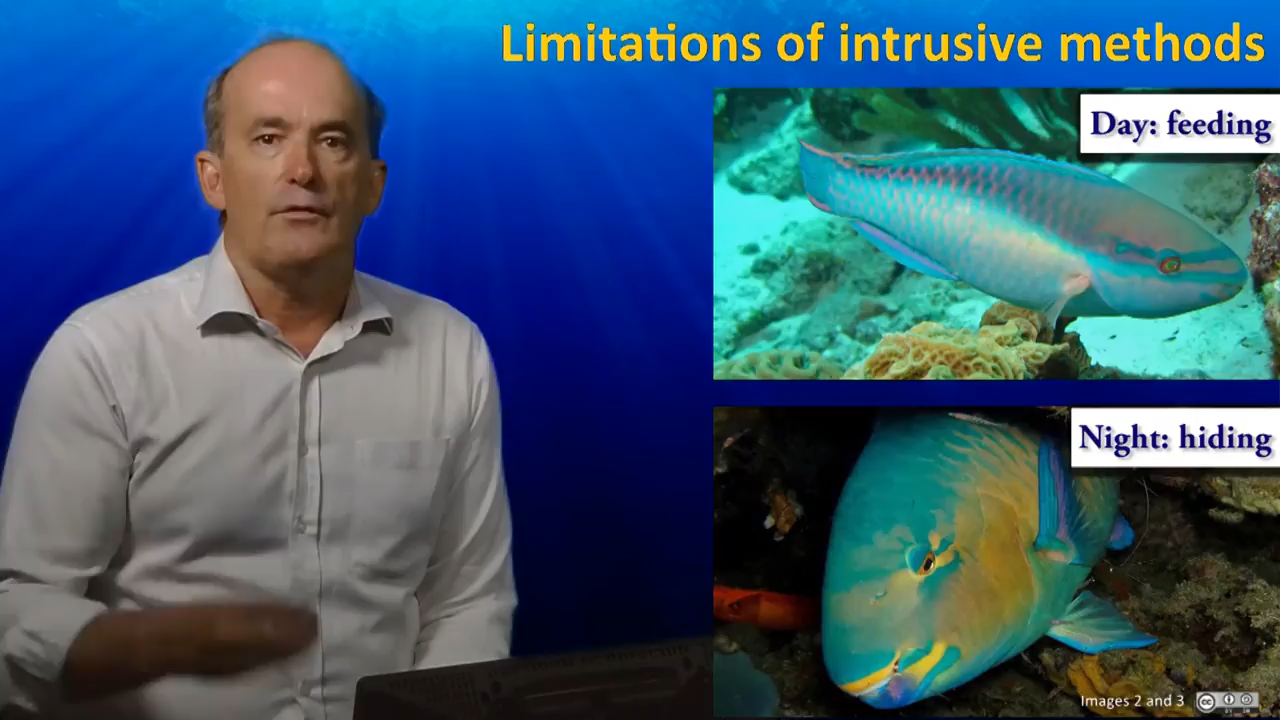 Limitations of intrusive methods
Day: feeding
Night: hiding
Images 2 and 3